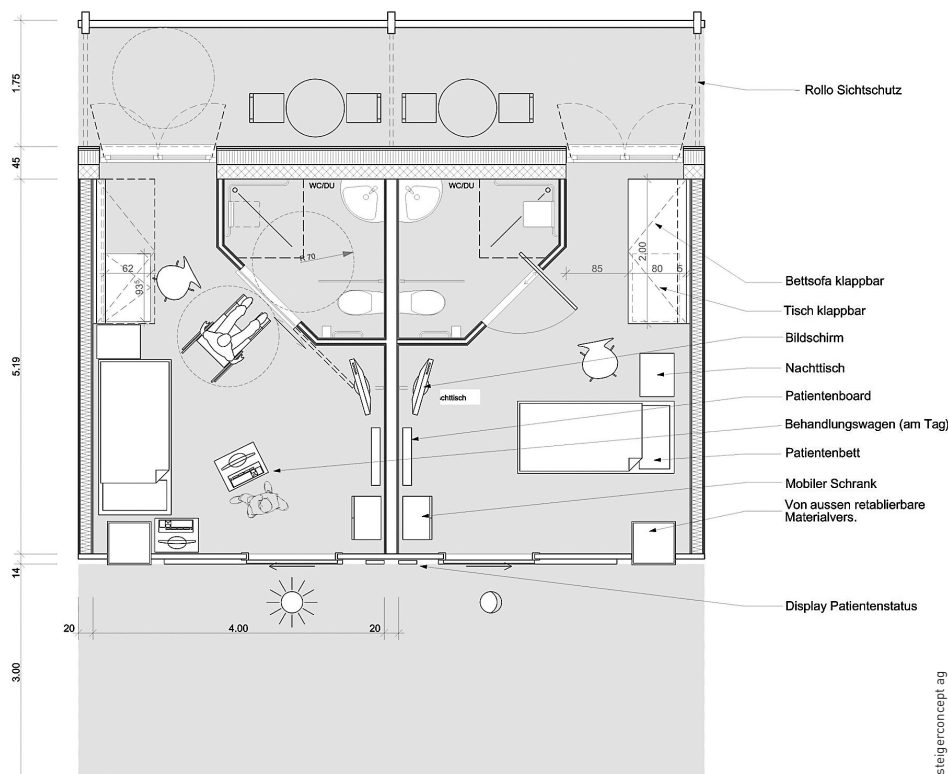 1.75
45
5.19
14
3.00
Rollo Sichtschutz
WC/DU
WC/DU
R 70
62
93⁵
85
2.00
80
5
Bettsofa klappbar
Tisch klappbar
Bildschirm
Nachttisch
chttisch
Patientenboard
Behandlungswagen (am Tag)
Patientenbett
Mobiler Schrank
Von aussen retablierbare
Materialvers.
Display Patientenstatus
20
4.00
20
steigerconcept ag